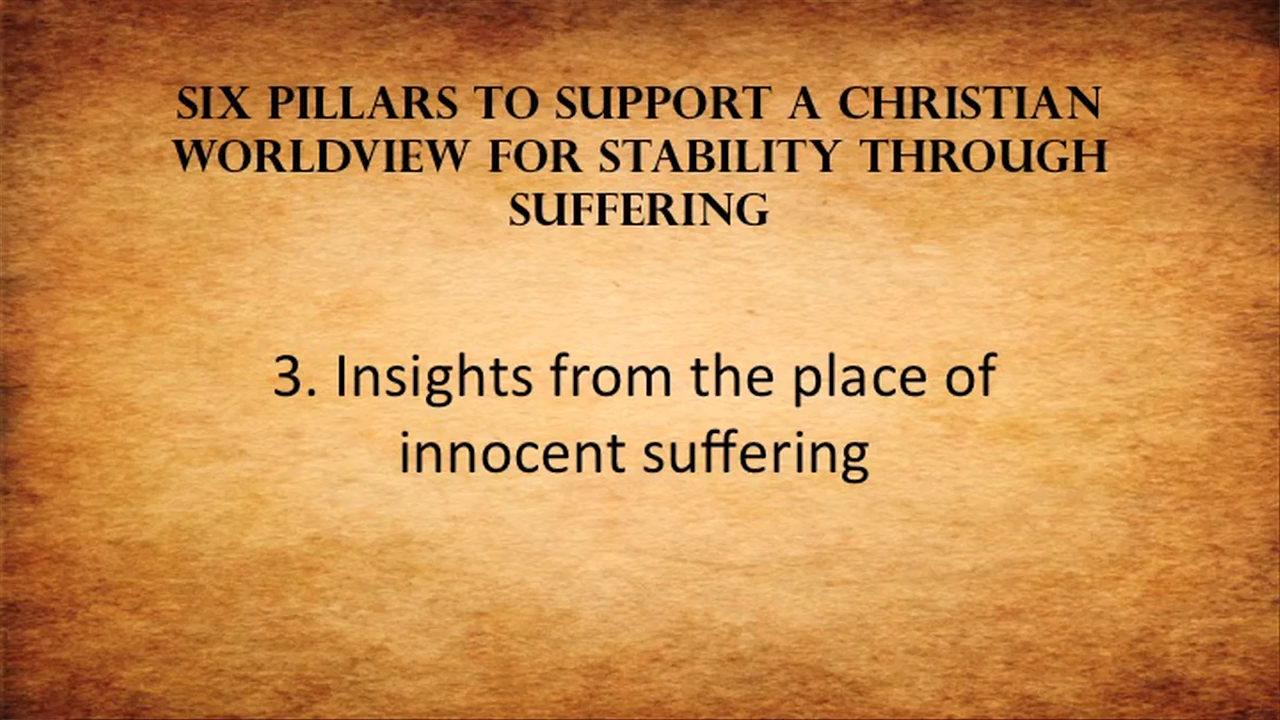 SIX PILLARS TO SUPPORT A CHRISTIAN
WORLDVIEW FOR STABILITY THROUGH
SUFFERING
3. Insights from the place of
innocent suffering